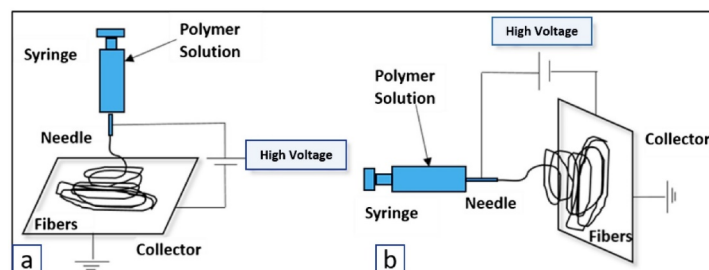 Syringe
Polymer
Solution
Needle
High Voltage
Fibers
Collector
a
High Voltage
Polymer
Solution
Collector
Syringe
Needle
Fibers
b